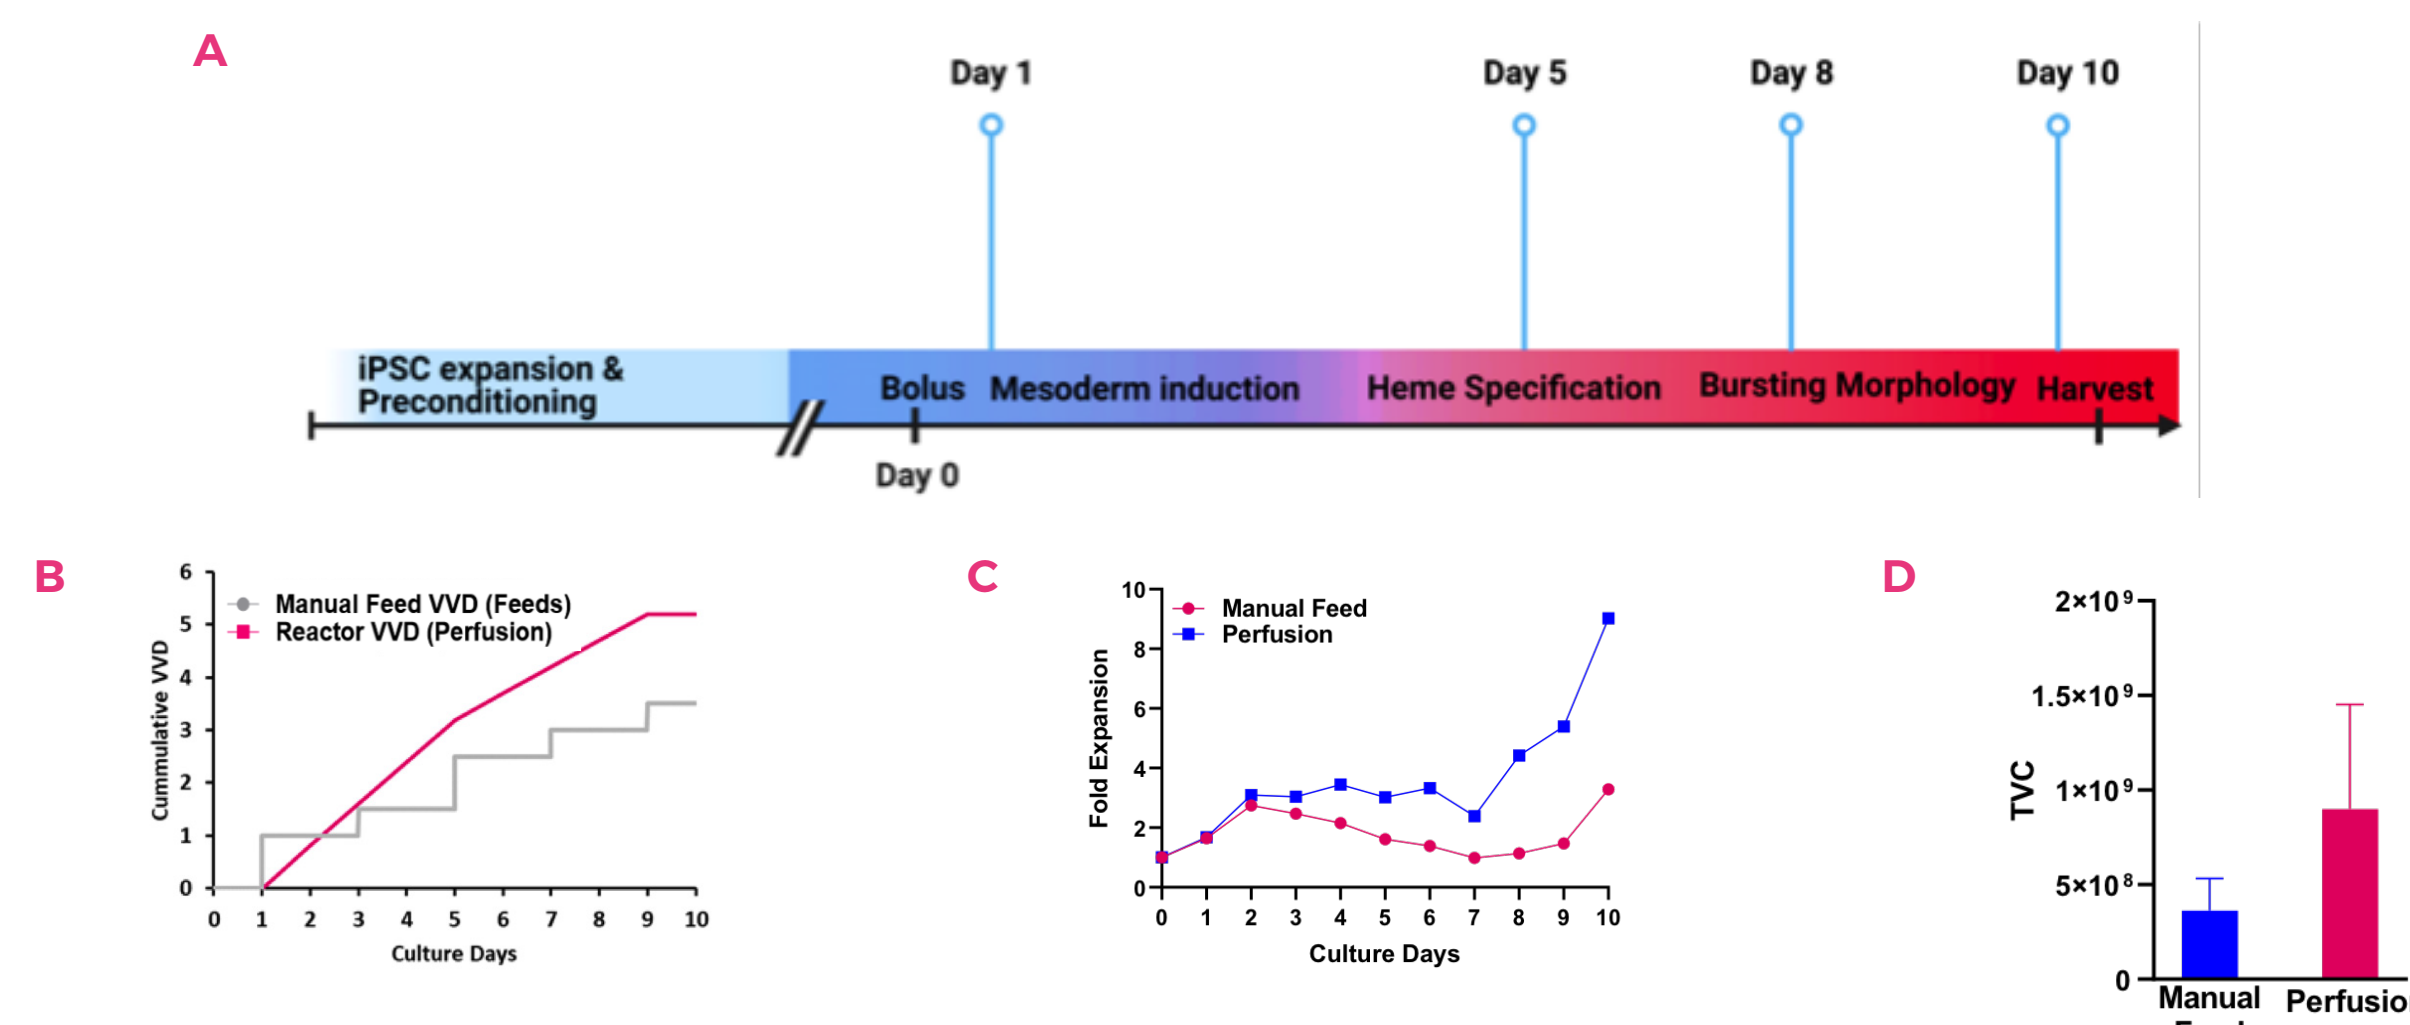 A
Day 1
Day 5
Day 8
Day 10
iPSC expansion &
Preconditioning
Bolus
Mesoderm induction
Heme Specification
Bursting Morphology
Harvest
Day 0
B
6
5
4
3
2
1
0
Cummulative VVD
Manual Feed VVD (Feeds)
Reactor VVD (Perfusion)
0 1 2 3 4 5 6 7 8 9 10
Culture Days
C
10
8
6
4
2
0
Fold Expansion
Manual Feed
Perfusion
0 1 2 3 4 5 6 7 8 9 10
Culture Days
D
2×10⁹
1.5×10⁹
1×10⁹
5×10⁸
0
TVC
Manual
Perfusio